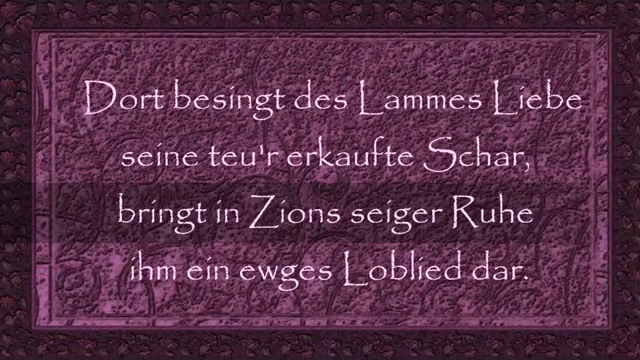 Dort besingt des Lammes Liebe
seine teu'r erkaufte Schar,
bringt in Zions seiger Ruhe
ihm ein ewges Loblied dar.